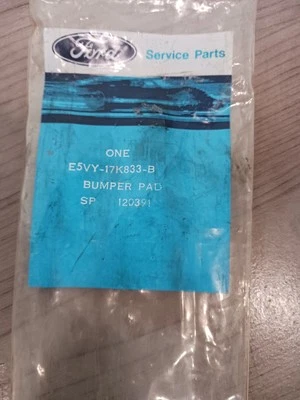 Ford Service Parts
ONE
E5VY-17K833-B
BUMPER PAD
SP 120391